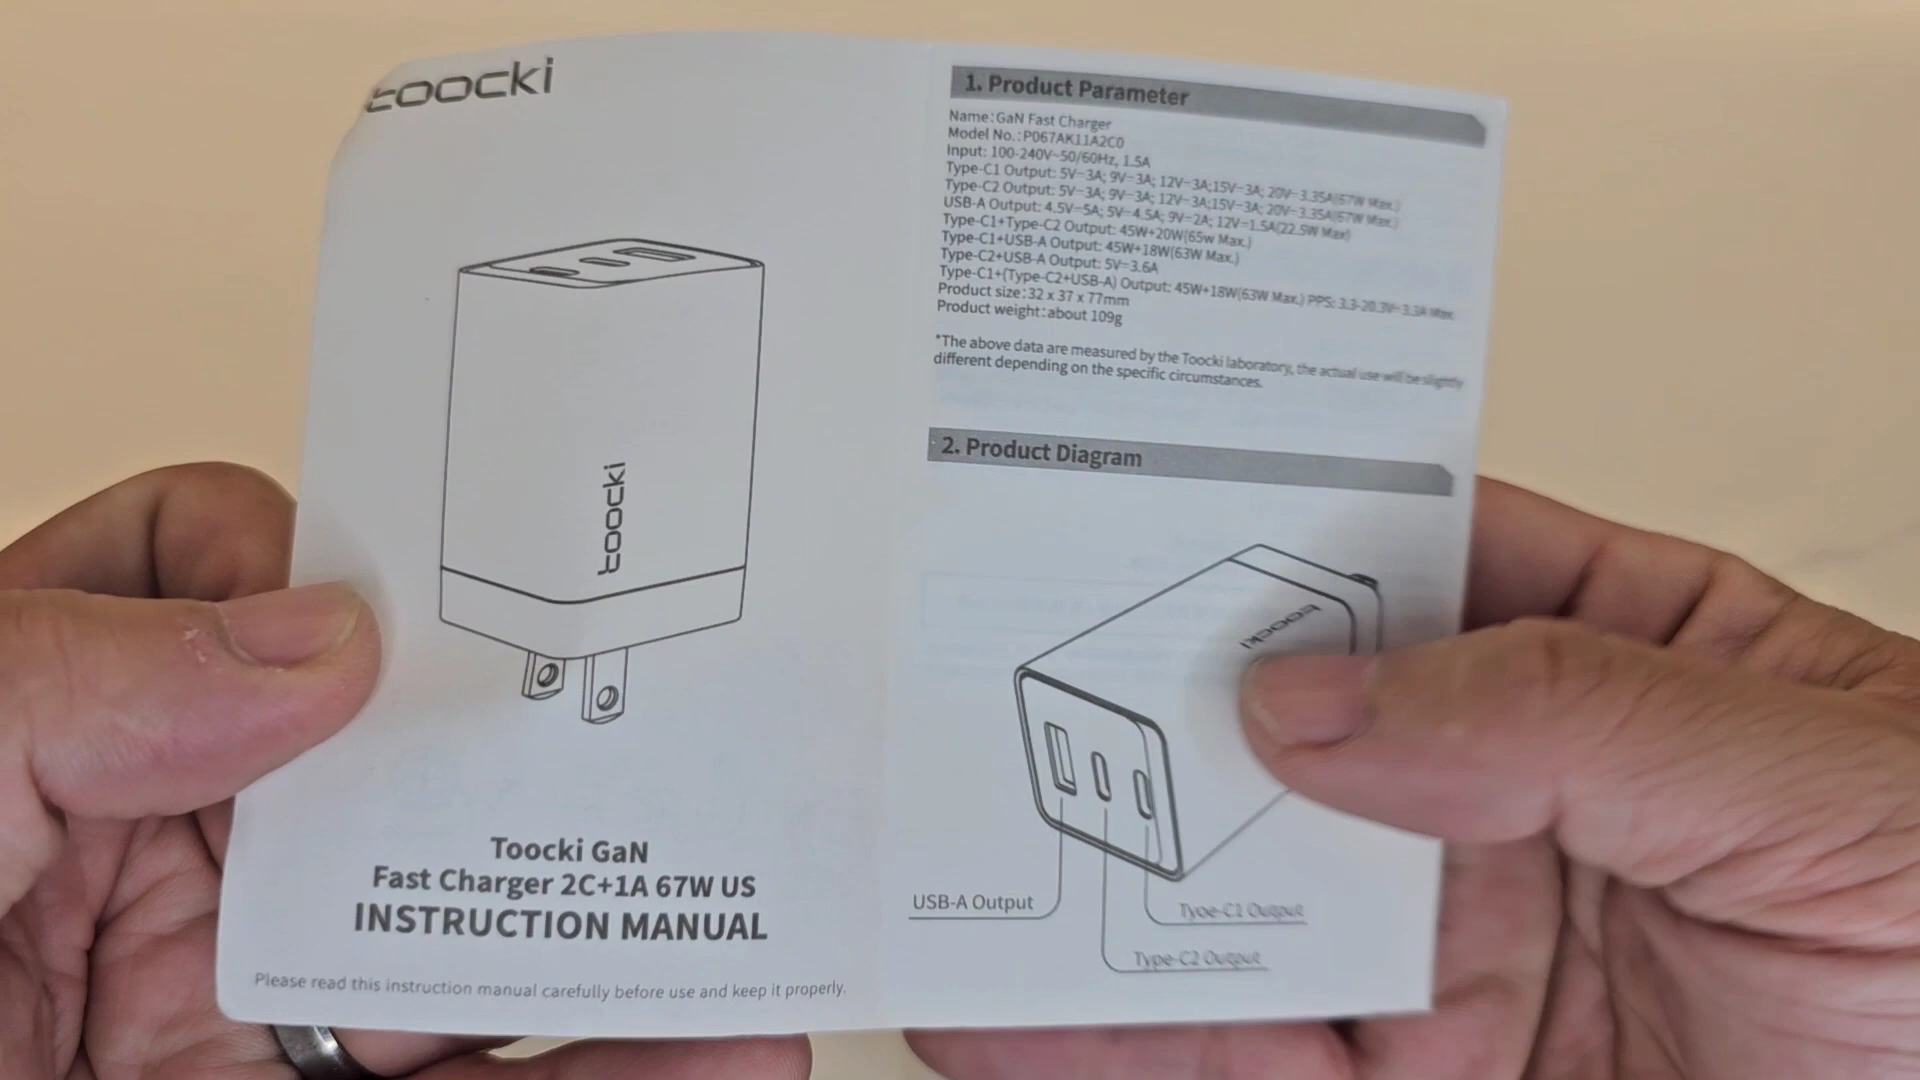 toocki
toocki
Toocki GaN
Fast Charger 2C+1A 67W US
INSTRUCTION MANUAL
Please read this instruction manual carefully before use and keep it properly.
1. Product Parameter
Name:GaN Fast Charger
Model No.:P067AK11A2C0
Input: 100-240V~50/60Hz, 1.5A
Type-C1 Output: 5V⎓3A; 9V⎓3A; 12V⎓3A;15V⎓3A; 20V⎓3.35A(67W Max.)
Type-C2 Output: 5V⎓3A; 9V⎓3A; 12V⎓3A;15V⎓3A; 20V⎓3.35A(67W Max.)
USB-A Output: 4.5V⎓5A; 5V⎓4.5A; 9V⎓2A; 12V⎓1.5A(22.5W Max)
Type-C1+Type-C2 Output: 45W+20W(65w Max.)
Type-C1+USB-A Output: 45W+18W(63W Max.)
Type-C2+USB-A Output: 5V⎓3.6A
Type-C1+(Type-C2+USB-A) Output: 45W+18W(63W Max.) PPS: 3.3-20.3V⎓3.3A Max.
Product size:32 x 37 x 77mm
Product weight:about 109g
*The above data are measured by the Toocki laboratory, the actual use will be slightly
different depending on the specific circumstances.
2. Product Diagram
toocki
USB-A Output
Type-C1 Output
Type-C2 Output